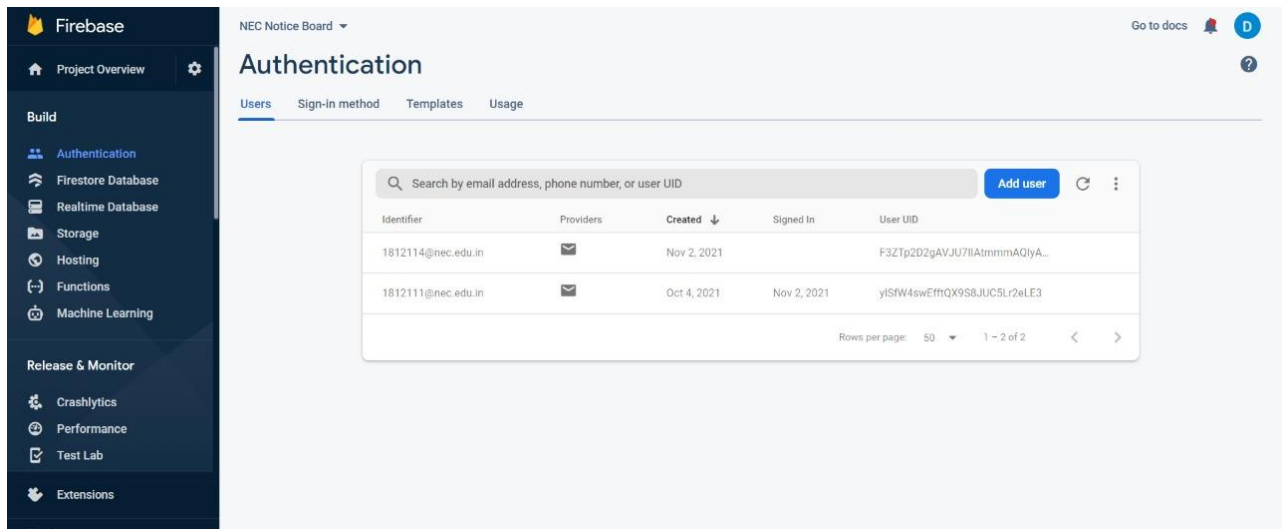 Firebase
NEC Notice Board
Go to docs
D
Project Overview
Authentication
?
Users Sign-in method Templates Usage
Build
Authentication
Firestore Database
Realtime Database
Storage
Hosting
Functions
Machine Learning
Release & Monitor
Crashlytics
Performance
Test Lab
Extensions
Search by email address, phone number, or user UID
Add user
Identifier Providers Created Signed In User UID
1812114@nec.edu.in Nov 2, 2021
1812111@nec.edu.in Oct 4, 2021 Nov 2, 2021
Rows per page: 50 1 – 2 of 2